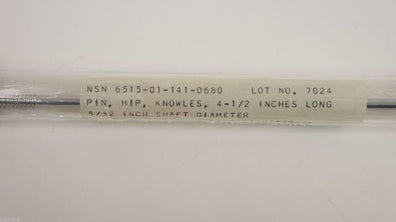 NSN 6515-01-141-0680 LOT NO. 7024
PIN, HIP, KNOWLES, 4-1/2 INCHES LONG
5/32 INCH SHAFT DIAMETER